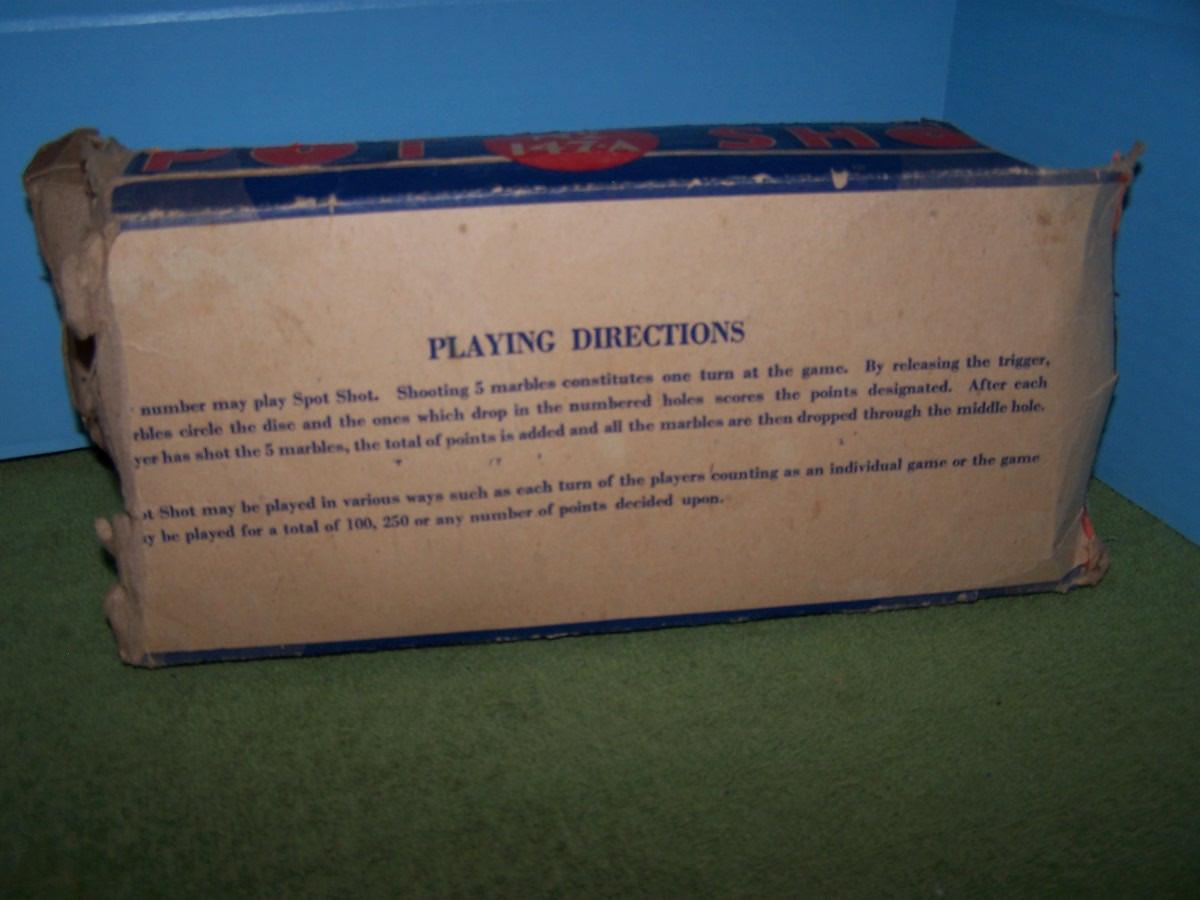 POT 147-A SHO
PLAYING DIRECTIONS
number may play Spot Shot. Shooting 5 marbles constitutes one turn at the game. By releasing the trigger,
rbles circle the disc and the ones which drop in the numbered holes scores the points designated. After each
yer has shot the 5 marbles, the total of points is added and all the marbles are then dropped through the middle hole.
ot Shot may be played in various ways such as each turn of the players counting as an individual game or the game
ay be played for a total of 100, 250 or any number of points decided upon.